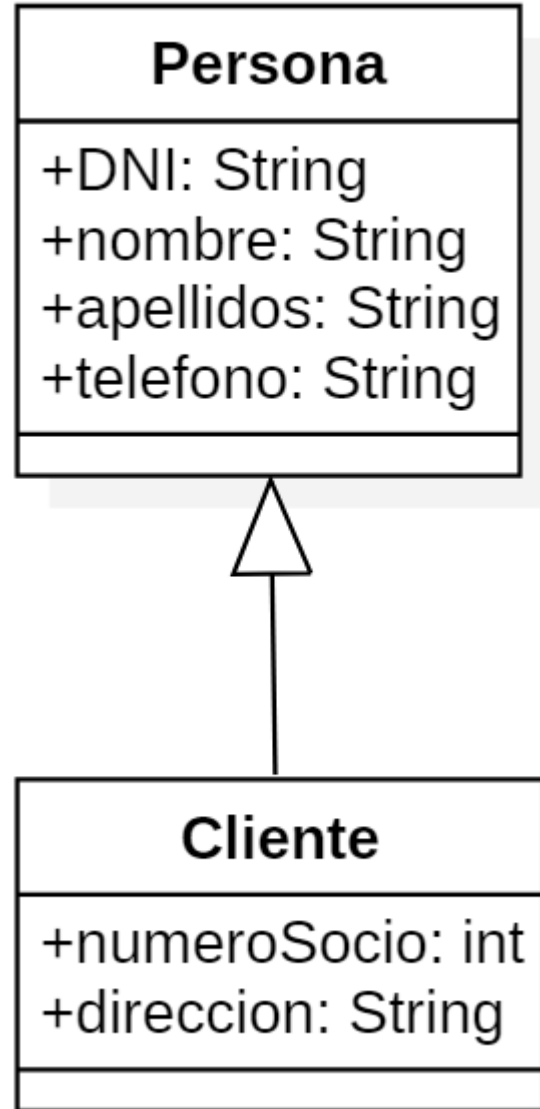 Persona
+DNI: String
+nombre: String
+apellidos: String
+telefono: String
Cliente
+numeroSocio: int
+direccion: String